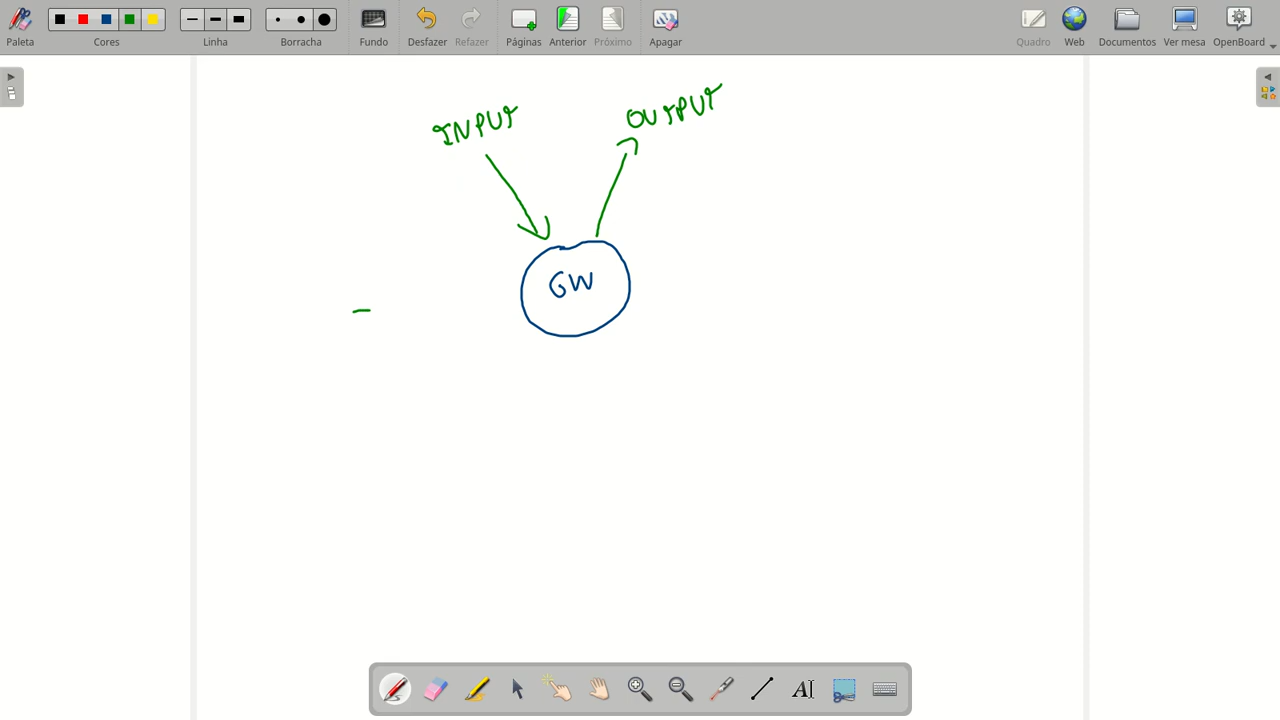 Paleta Cores Linha Borracha Fundo Desfazer Refazer Páginas Anterior Próximo Apagar Quadro Web Documentos Ver mesa OpenBoard
INPUT OUTPUT
GW